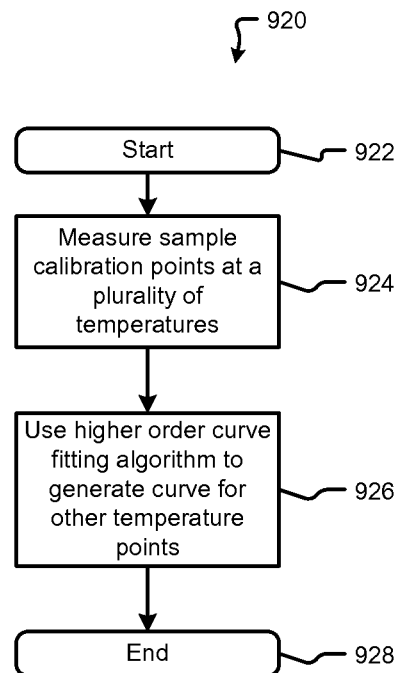 920
Start
922
Measure sample
calibration points at a
plurality of
temperatures
924
Use higher order curve
fitting algorithm to
generate curve for
other temperature
points
926
End
928